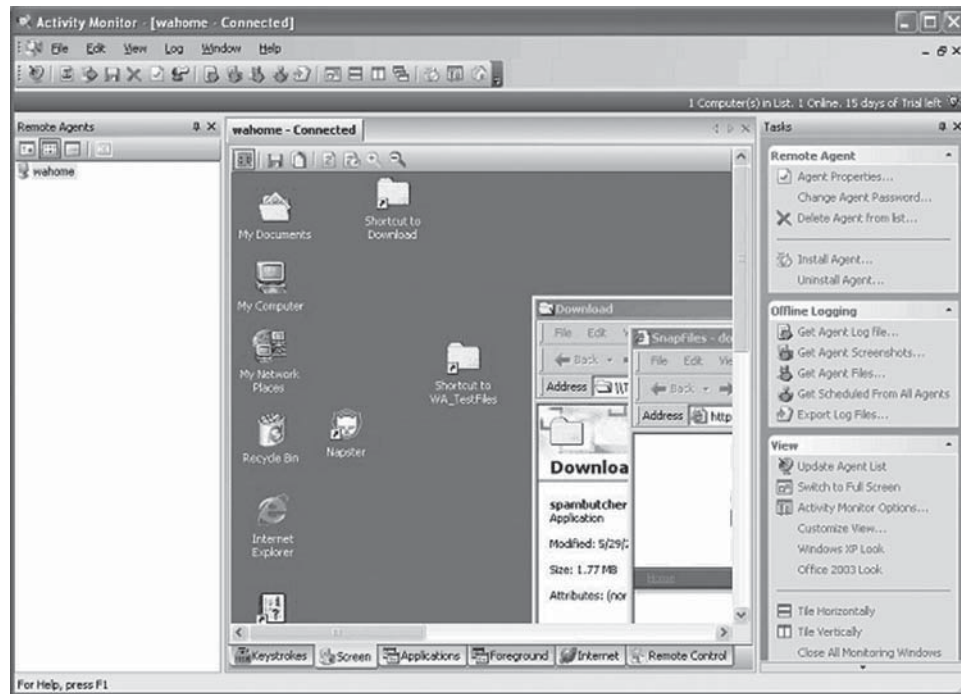 Activity Monitor - [wahome - Connected]
File Edit View Log Window Help
1 Computer(s) in List. 1 Online. 15 days of Trial left
Remote Agents
wahome
wahome - Connected
My Documents
Shortcut to
Download
My Computer
My Network
Places
Shortcut to
WA_TestFiles
Recycle Bin
Napster
Internet
Explorer
Download
File Edit
Back
Address
Downloa
spambutcher
Application
Modified: 5/29/
Size: 1.77 MB
Attributes: (nor
SnapFiles - do
File Edit Vie
Back
Address http
Home
Keystrokes Screen Applications Foreground Internet Remote Control
Tasks
Remote Agent
Agent Properties...
Change Agent Password...
Delete Agent from list...
Install Agent...
Uninstall Agent...
Offline Logging
Get Agent Log file...
Get Agent Screenshots...
Get Agent Files...
Get Scheduled From All Agents
Export Log Files...
View
Update Agent List
Switch to Full Screen
Activity Monitor Options...
Customize View...
Windows XP Look
Office 2003 Look
Tile Horizontally
Tile Vertically
Close All Monitoring Windows
For Help, press F1